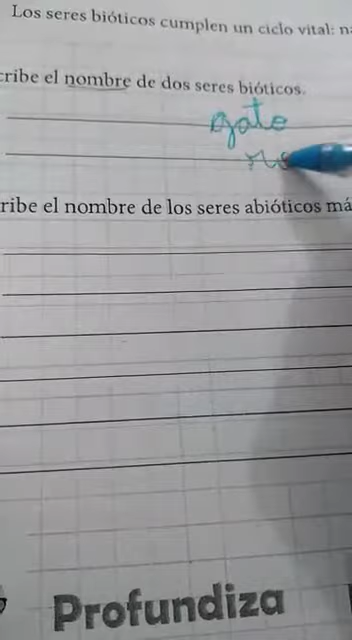 Los seres bióticos cumplen un ciclo vital: na
cribe el nombre de dos seres bióticos.
gato
ribe el nombre de los seres abióticos má
Profundiza